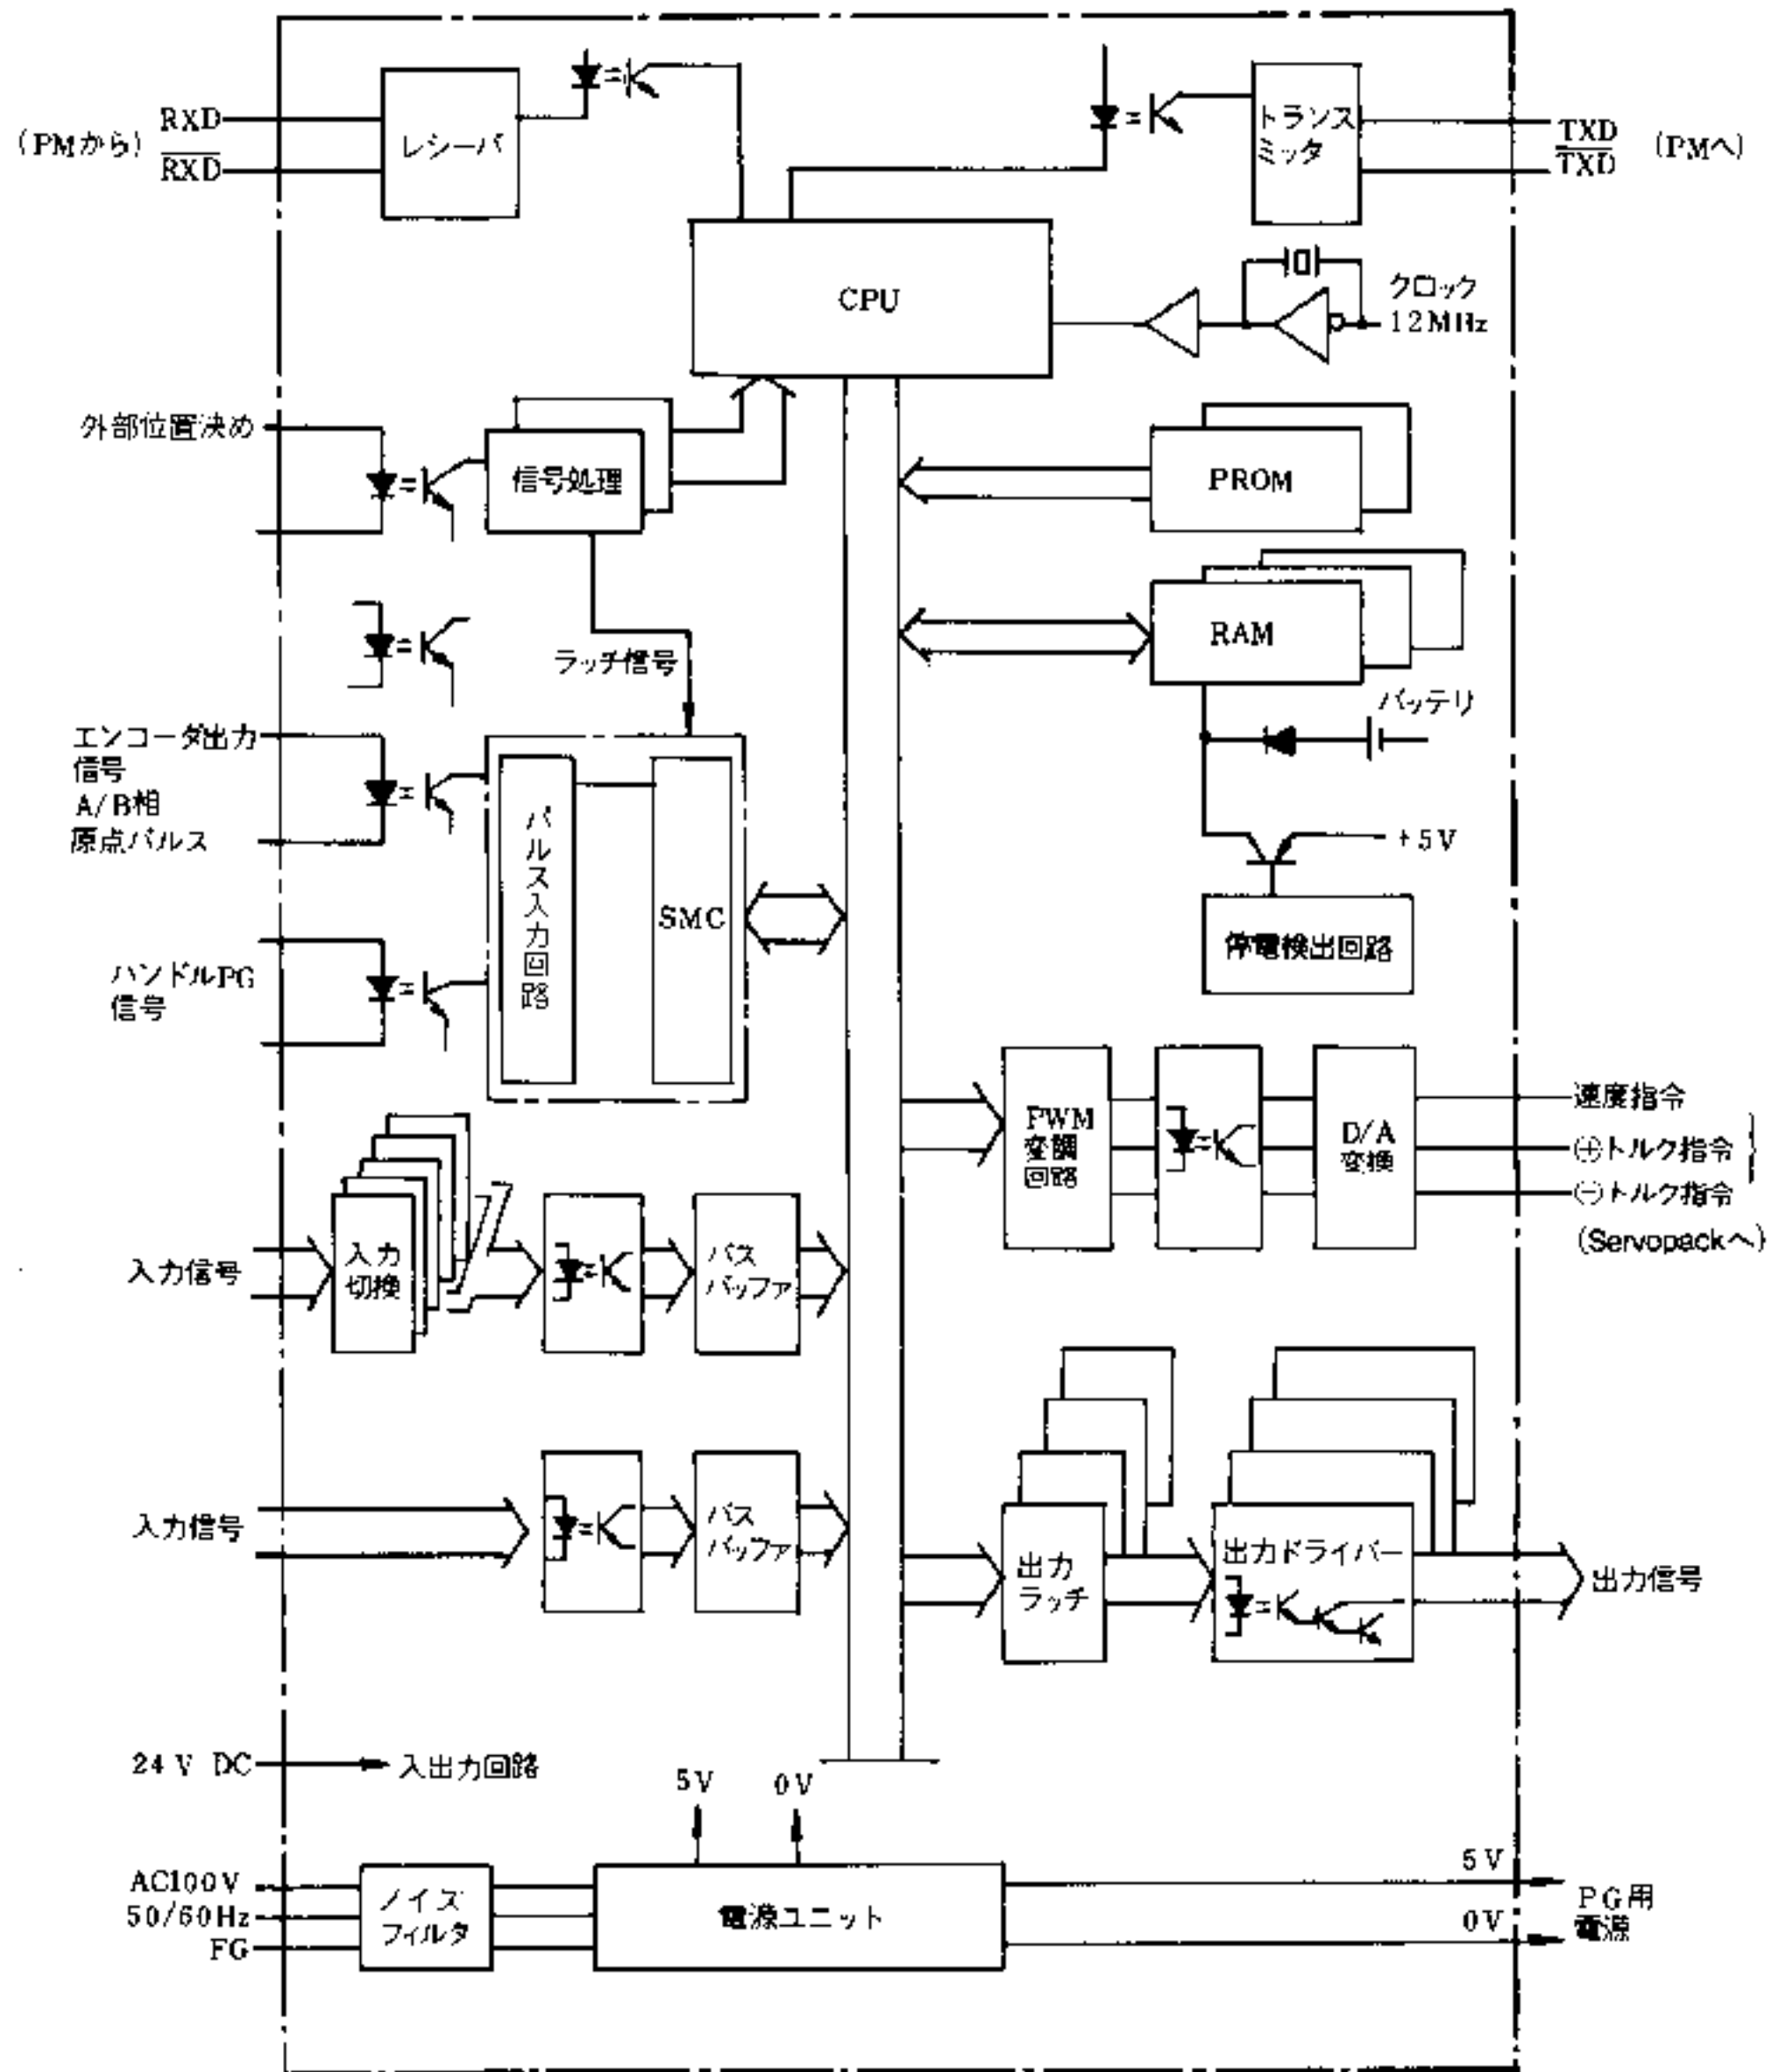 RXD
(PMから)
RXD
レシーバ
トランス
ミッタ
TXD
TXD
(PMへ)
CPU
クロック
12MHz
外部位置決め
信号処理
PROM
RAM
ラッチ信号
バッテリ
エンコーダ出力
信号
A/B相
原点パルス
パルス入力回路
SMC
+5V
停電検出回路
ハンドルPG
信号
PWM
変調
回路
D/A
変換
速度指令
⊕トルク指令
⊖トルク指令
(Servopackへ)
入力信号
入力
切換
バス
バッファ
入力信号
バス
バッファ
出力
ラッチ
出力ドライバー
出力信号
24V DC
入出力回路
5V
0V
AC100V
50/60Hz
FG
ノイズ
フィルタ
電源ユニット
5V
0V
PG用
電源